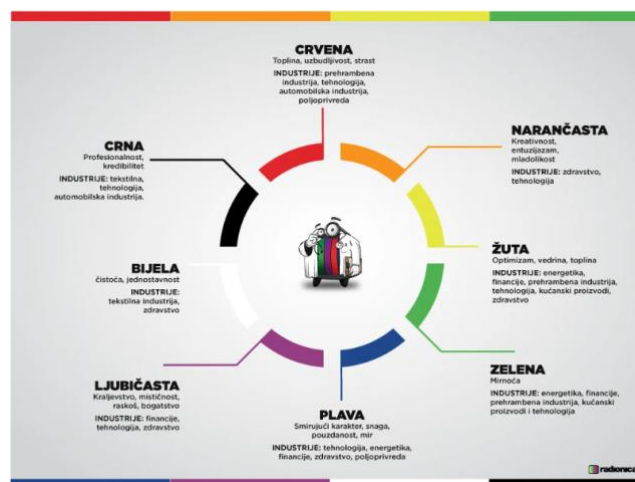 CRVENA
Toplina, uzbudljivost, strast
INDUSTRIJE: prehrambena
industrija, tehnologija,
automobilska industrija,
poljoprivreda
NARANČASTA
Kreativnost,
entuzijazam,
mladolikost
INDUSTRIJE: zdravstvo,
tehnologija
ŽUTA
Optimizam, vedrina, toplina
INDUSTRIJE: energetika,
financije, prehrambena industrija,
tehnologija, kućanski proizvodi,
zdravstvo
ZELENA
Mirnoća
INDUSTRIJE: energetika, financije,
prehrambena industrija, kućanski
proizvodi i tehnologija
PLAVA
Smirujući karakter, snaga,
pouzdanost, mir
INDUSTRIJE: tehnologija, energetika,
financije, zdravstvo, poljoprivreda
LJUBIČASTA
Kraljevstvo, mističnost,
raskoš, bogatstvo
INDUSTRIJE: financije,
tehnologija, zdravstvo
BIJELA
čistoća, jednostavnost
INDUSTRIJE:
tekstilna industrija,
zdravstvo
CRNA
Profesionalnost,
kredibilitet
INDUSTRIJE: tekstilna,
tehnologija,
automobilska industrija.
radionica